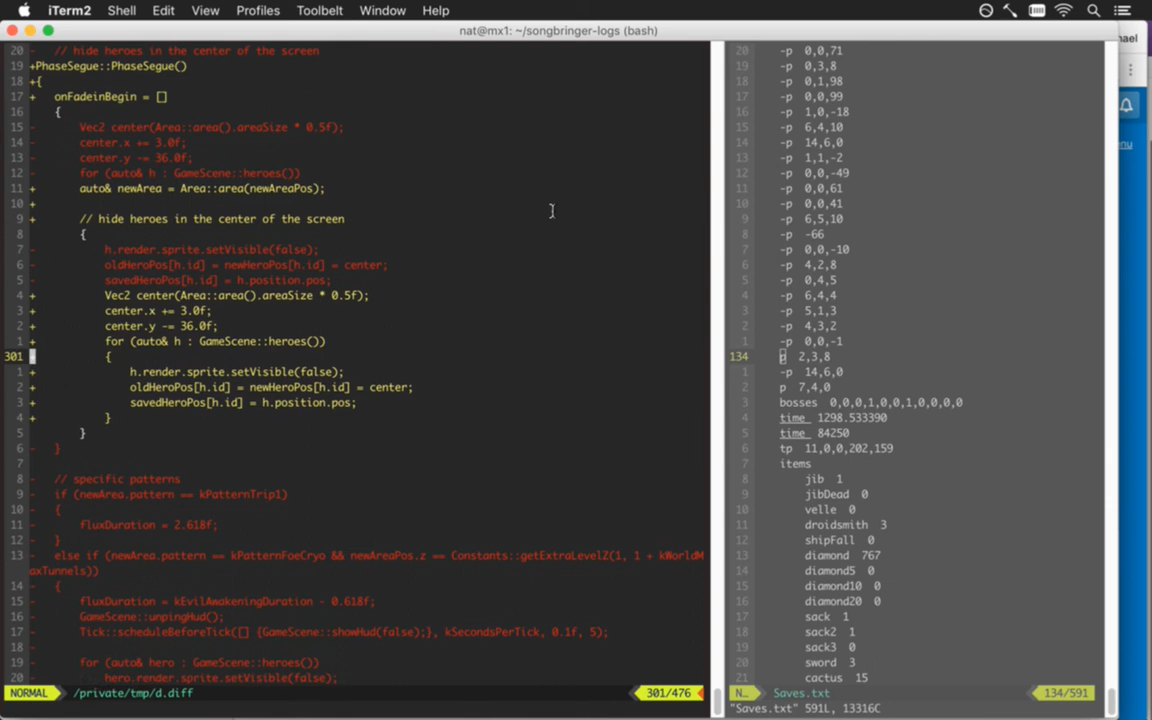 iTerm2 Shell Edit View Profiles Toolbelt Window Help
nat@mx1: ~/songbringer-logs (bash)
20 - // hide heroes in the center of the screen
19 +PhaseSegue::PhaseSegue()
18 +{
17 + onFadeinBegin = []
16 {
15 - Vec2 center(Area::area().areaSize * 0.5f);
14 - center.x += 3.0f;
13 - center.y -= 36.0f;
12 - for (auto& h : GameScene::heroes())
11 + auto& newArea = Area::area(newAreaPos);
10 +
9 + // hide heroes in the center of the screen
8 {
7 - h.render.sprite.setVisible(false);
6 - oldHeroPos[h.id] = newHeroPos[h.id] = center;
5 - savedHeroPos[h.id] = h.position.pos;
4 + Vec2 center(Area::area().areaSize * 0.5f);
3 + center.x += 3.0f;
2 + center.y -= 36.0f;
1 + for (auto& h : GameScene::heroes())
301 + {
1 + h.render.sprite.setVisible(false);
2 + oldHeroPos[h.id] = newHeroPos[h.id] = center;
3 + savedHeroPos[h.id] = h.position.pos;
4 + }
5 }
6 - }
7
8 - // specific patterns
9 - if (newArea.pattern == kPatternTrip1)
10 - {
11 - fluxDuration = 2.618f;
12 - }
13 - else if (newArea.pattern == kPatternFoeCryo && newAreaPos.z == Constants::getExtraLevelZ(1, 1 + kWorldM
axTunnels))
14 - {
15 - fluxDuration = kEvilAwakeningDuration - 0.618f;
16 - GameScene::unpingHud();
17 - Tick::scheduleBeforeTick([] {GameScene::showHud(false);}, kSecondsPerTick, 0.1f, 5);
18 -
19 - for (auto& hero : GameScene::heroes())
20 - hero.render.sprite.setVisible(false);
NORMAL /private/tmp/d.diff 301/476
20 -p 0,0,71
19 -p 0,3,8
18 -p 0,1,98
17 -p 0,0,99
16 -p 1,0,-18
15 -p 6,4,10
14 -p 14,6,0
13 -p 1,1,-2
12 -p 0,0,-49
11 -p 0,0,61
10 -p 0,0,41
9 -p 6,5,10
8 -p -66
7 -p 0,0,-10
6 -p 4,2,8
5 -p 0,4,5
4 -p 6,4,4
3 -p 5,1,3
2 -p 4,3,2
1 -p 0,0,-1
134 p 2,3,8
1 -p 14,6,0
2 p 7,4,0
3 bosses 0,0,0,1,0,0,1,0,0,0,0
4 time_ 1298.533390
5 time_ 84250
6 tp 11,0,0,202,159
7 items
8 jib 1
9 jibDead 0
10 velle 0
11 droidsmith 3
12 shipFall 0
13 diamond 767
14 diamond5 0
15 diamond10 0
16 diamond20 0
17 sack 1
18 sack2 1
19 sack3 0
20 sword 3
21 cactus 15
N... Saves.txt 134/591
"Saves.txt" 591L, 13316C
ael
nu